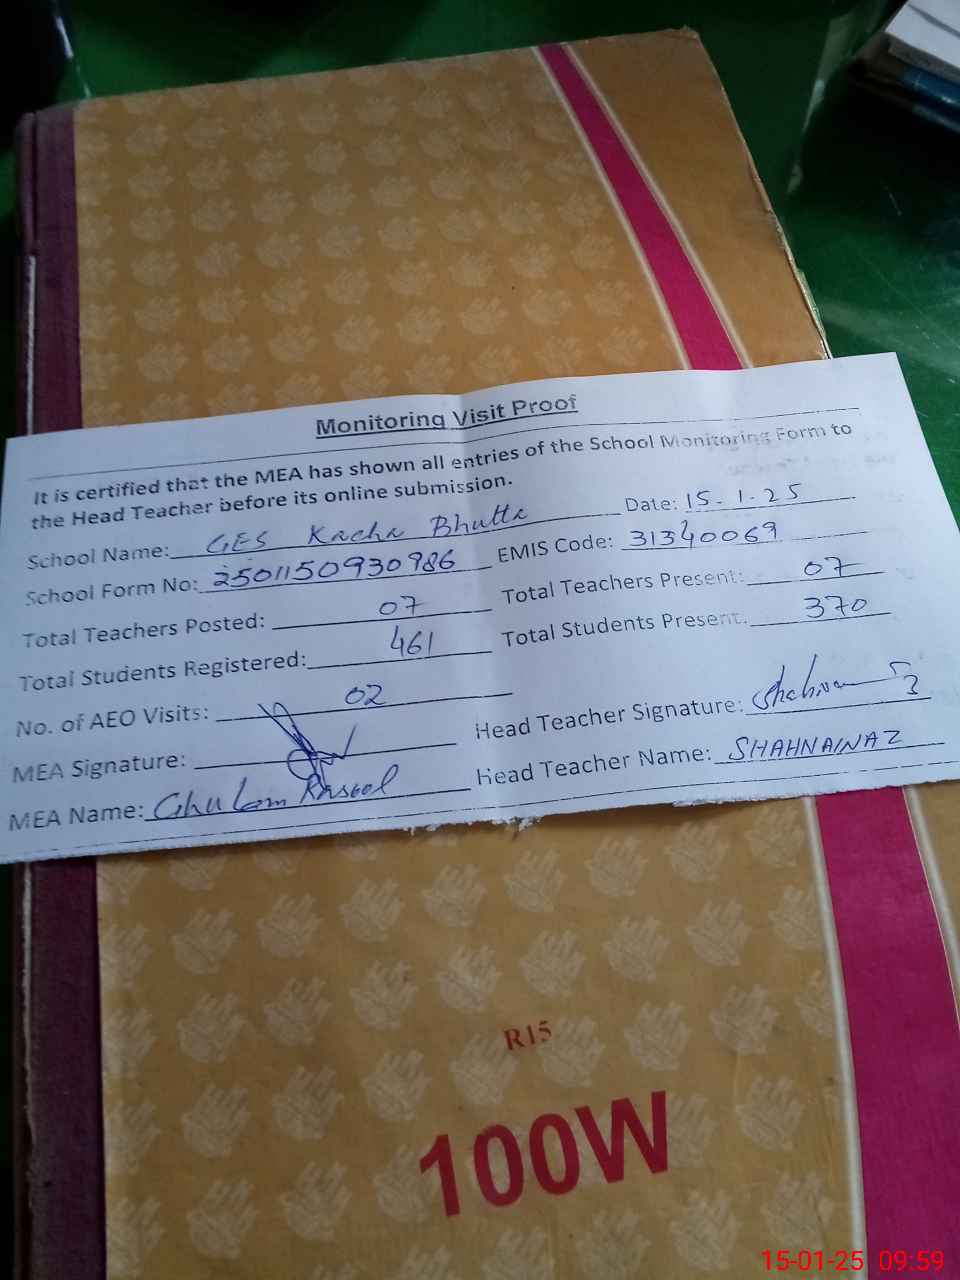 Monitoring Visit Proof
It is certified that the MEA has shown all entries of the School Monitoring Form to
the Head Teacher before its online submission.
School Name: GES Kacha Bhutta Date: 15-1-25
School Form No: 2501150930986 EMIS Code: 31340069
Total Teachers Posted: 07 Total Teachers Present: 07
Total Students Registered: 461 Total Students Present: 370
No. of AEO Visits: 02
MEA Signature: Head Teacher Signature: Shahna
MEA Name: Ghulam Rasool Head Teacher Name: SHAHNAINAZ
R15
100W
15-01-25 09:59